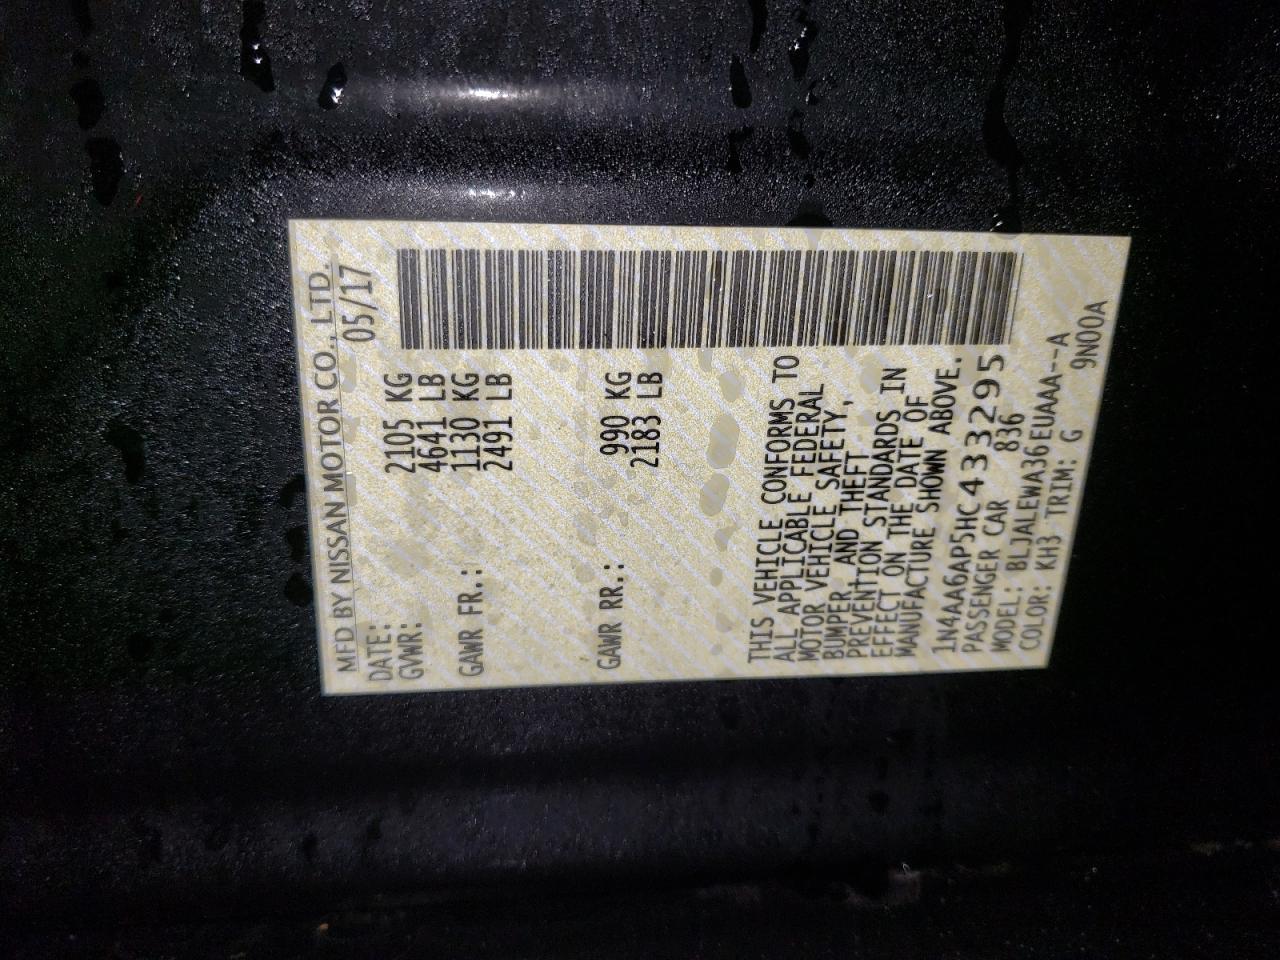 MFD BY NISSAN MOTOR CO., LTD.
DATE: 05/17
GVWR: 2105 KG
4641 LB
GAWR FR.: 1130 KG
2491 LB
GAWR RR.: 990 KG
2183 LB
THIS VEHICLE CONFORMS TO
ALL APPLICABLE FEDERAL
MOTOR VEHICLE SAFETY,
BUMPER AND THEFT
PREVENTION STANDARDS IN
EFFECT ON THE DATE OF
MANUFACTURE SHOWN ABOVE.
1N4AA6AP5HC433295
PASSENGER CAR 836
MODEL: BLJALEWA36EUAAA--A
COLOR: KH3 TRIM: G 9N00A